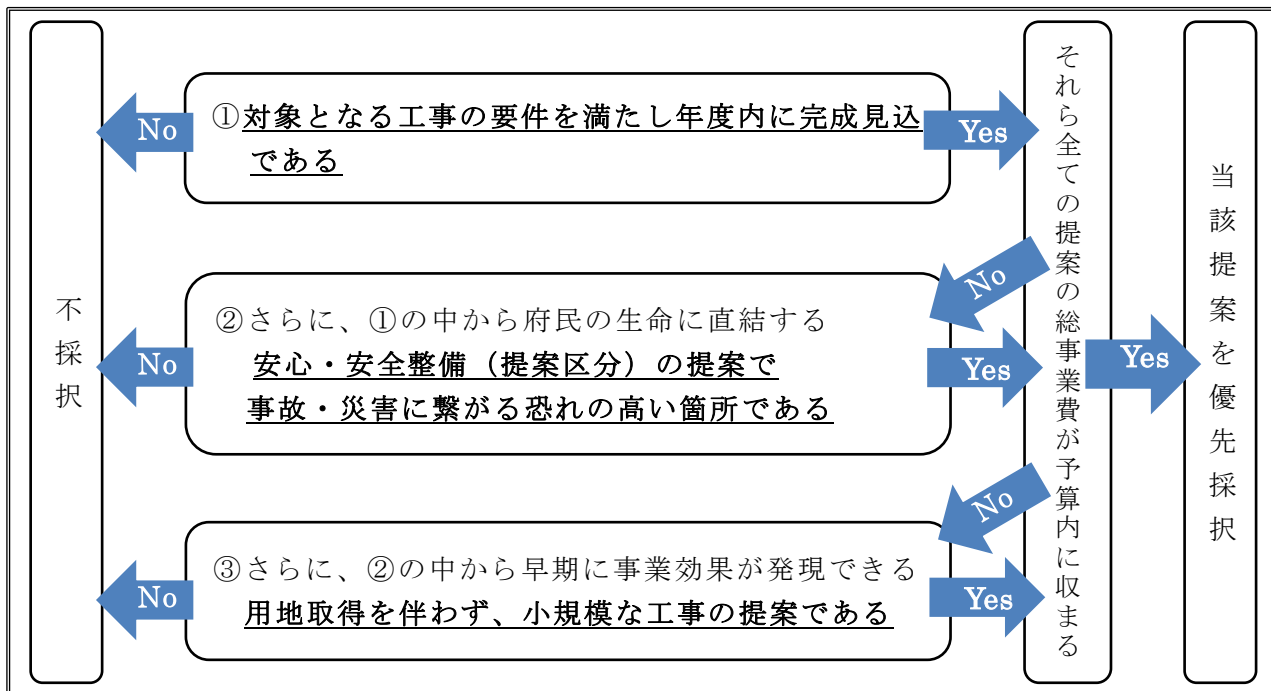 不採択
No
①対象となる工事の要件を満たし年度内に完成見込
である
Yes
No
No
②さらに、①の中から府民の生命に直結する
安心・安全整備（提案区分）の提案で
事故・災害に繋がる恐れの高い箇所である
Yes
No
No
③さらに、②の中から早期に事業効果が発現できる
用地取得を伴わず、小規模な工事の提案である
Yes
それら全ての提案の総事業費が予算内に収まる
Yes
当該提案を優先採択